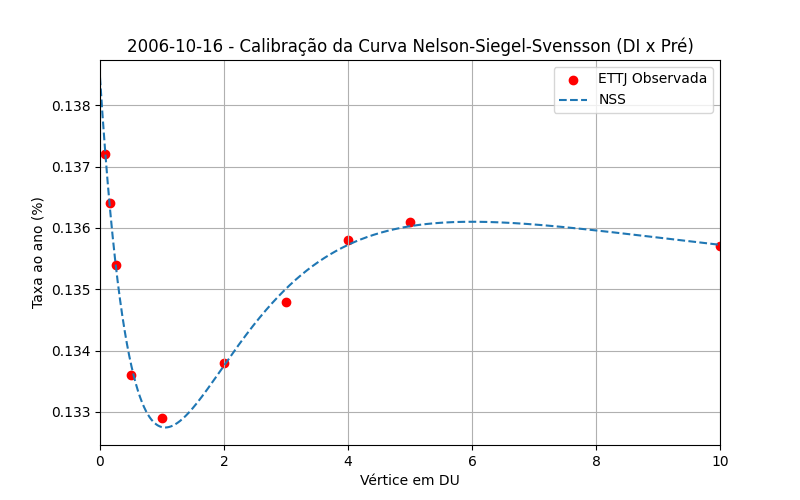 2006-10-16 - Calibração da Curva Nelson-Siegel-Svensson (DI x Pré)
ETTJ Observada
NSS
0.138
0.137
0.136
0.135
0.134
0.133
Taxa ao ano (%)
0 2 4 6 8 10
Vértice em DU